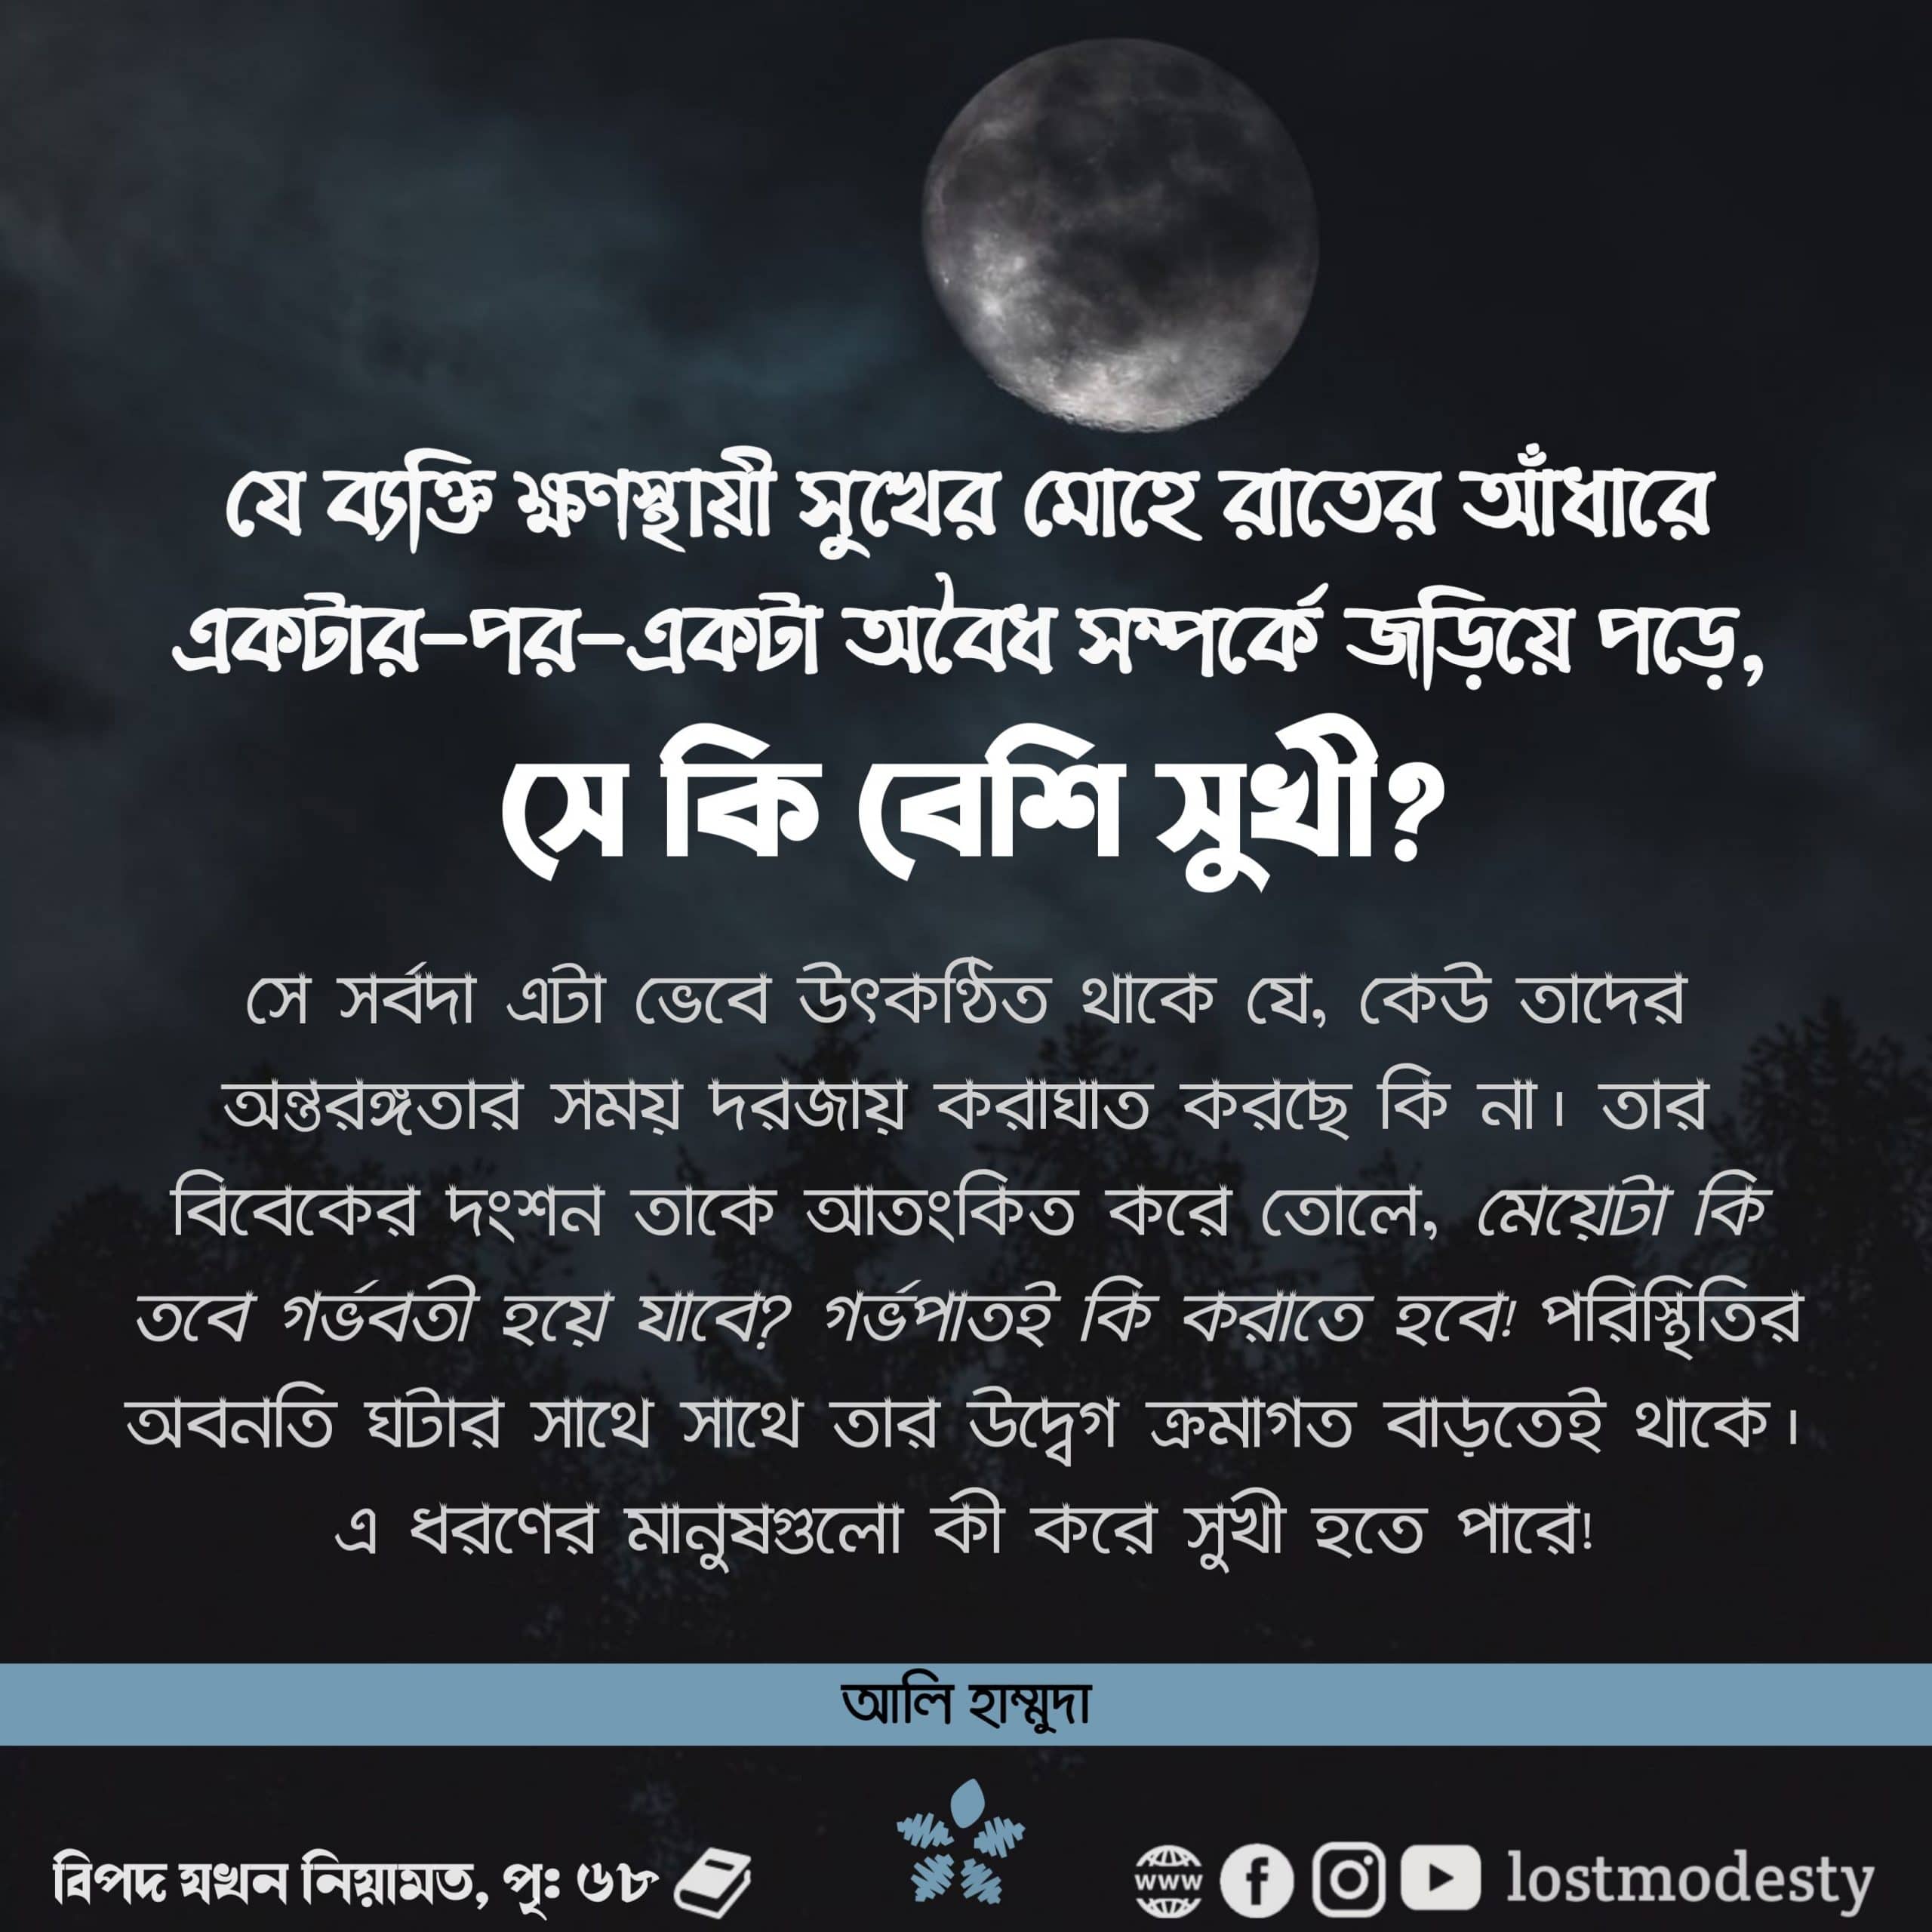 যে ব্যক্তি ক্ষণস্থায়ী সুখের মোহে রাতের আঁধারে
একটার-পর-একটা অবৈধ সম্পর্কে জড়িয়ে পড়ে,
সে কি বেশি সুখী?
সে সর্বদা এটা ভেবে উৎকণ্ঠিত থাকে যে, কেউ তাদের
অন্তরঙ্গতার সময় দরজায় করাঘাত করছে কি না। তার
বিবেকের দংশন তাকে আতংকিত করে তোলে, মেয়েটা কি
তবে গর্ভবতী হয়ে যাবে? গর্ভপাতই কি করাতে হবে! পরিস্থিতির
অবনতি ঘটার সাথে সাথে তার উদ্বেগ ক্রমাগত বাড়তেই থাকে।
এ ধরণের মানুষগুলো কী করে সুখী হতে পারে!
আলি হাম্মুদা
বিপদ যখন নিয়ামত, পৃঃ ৬৮
www lostmodesty